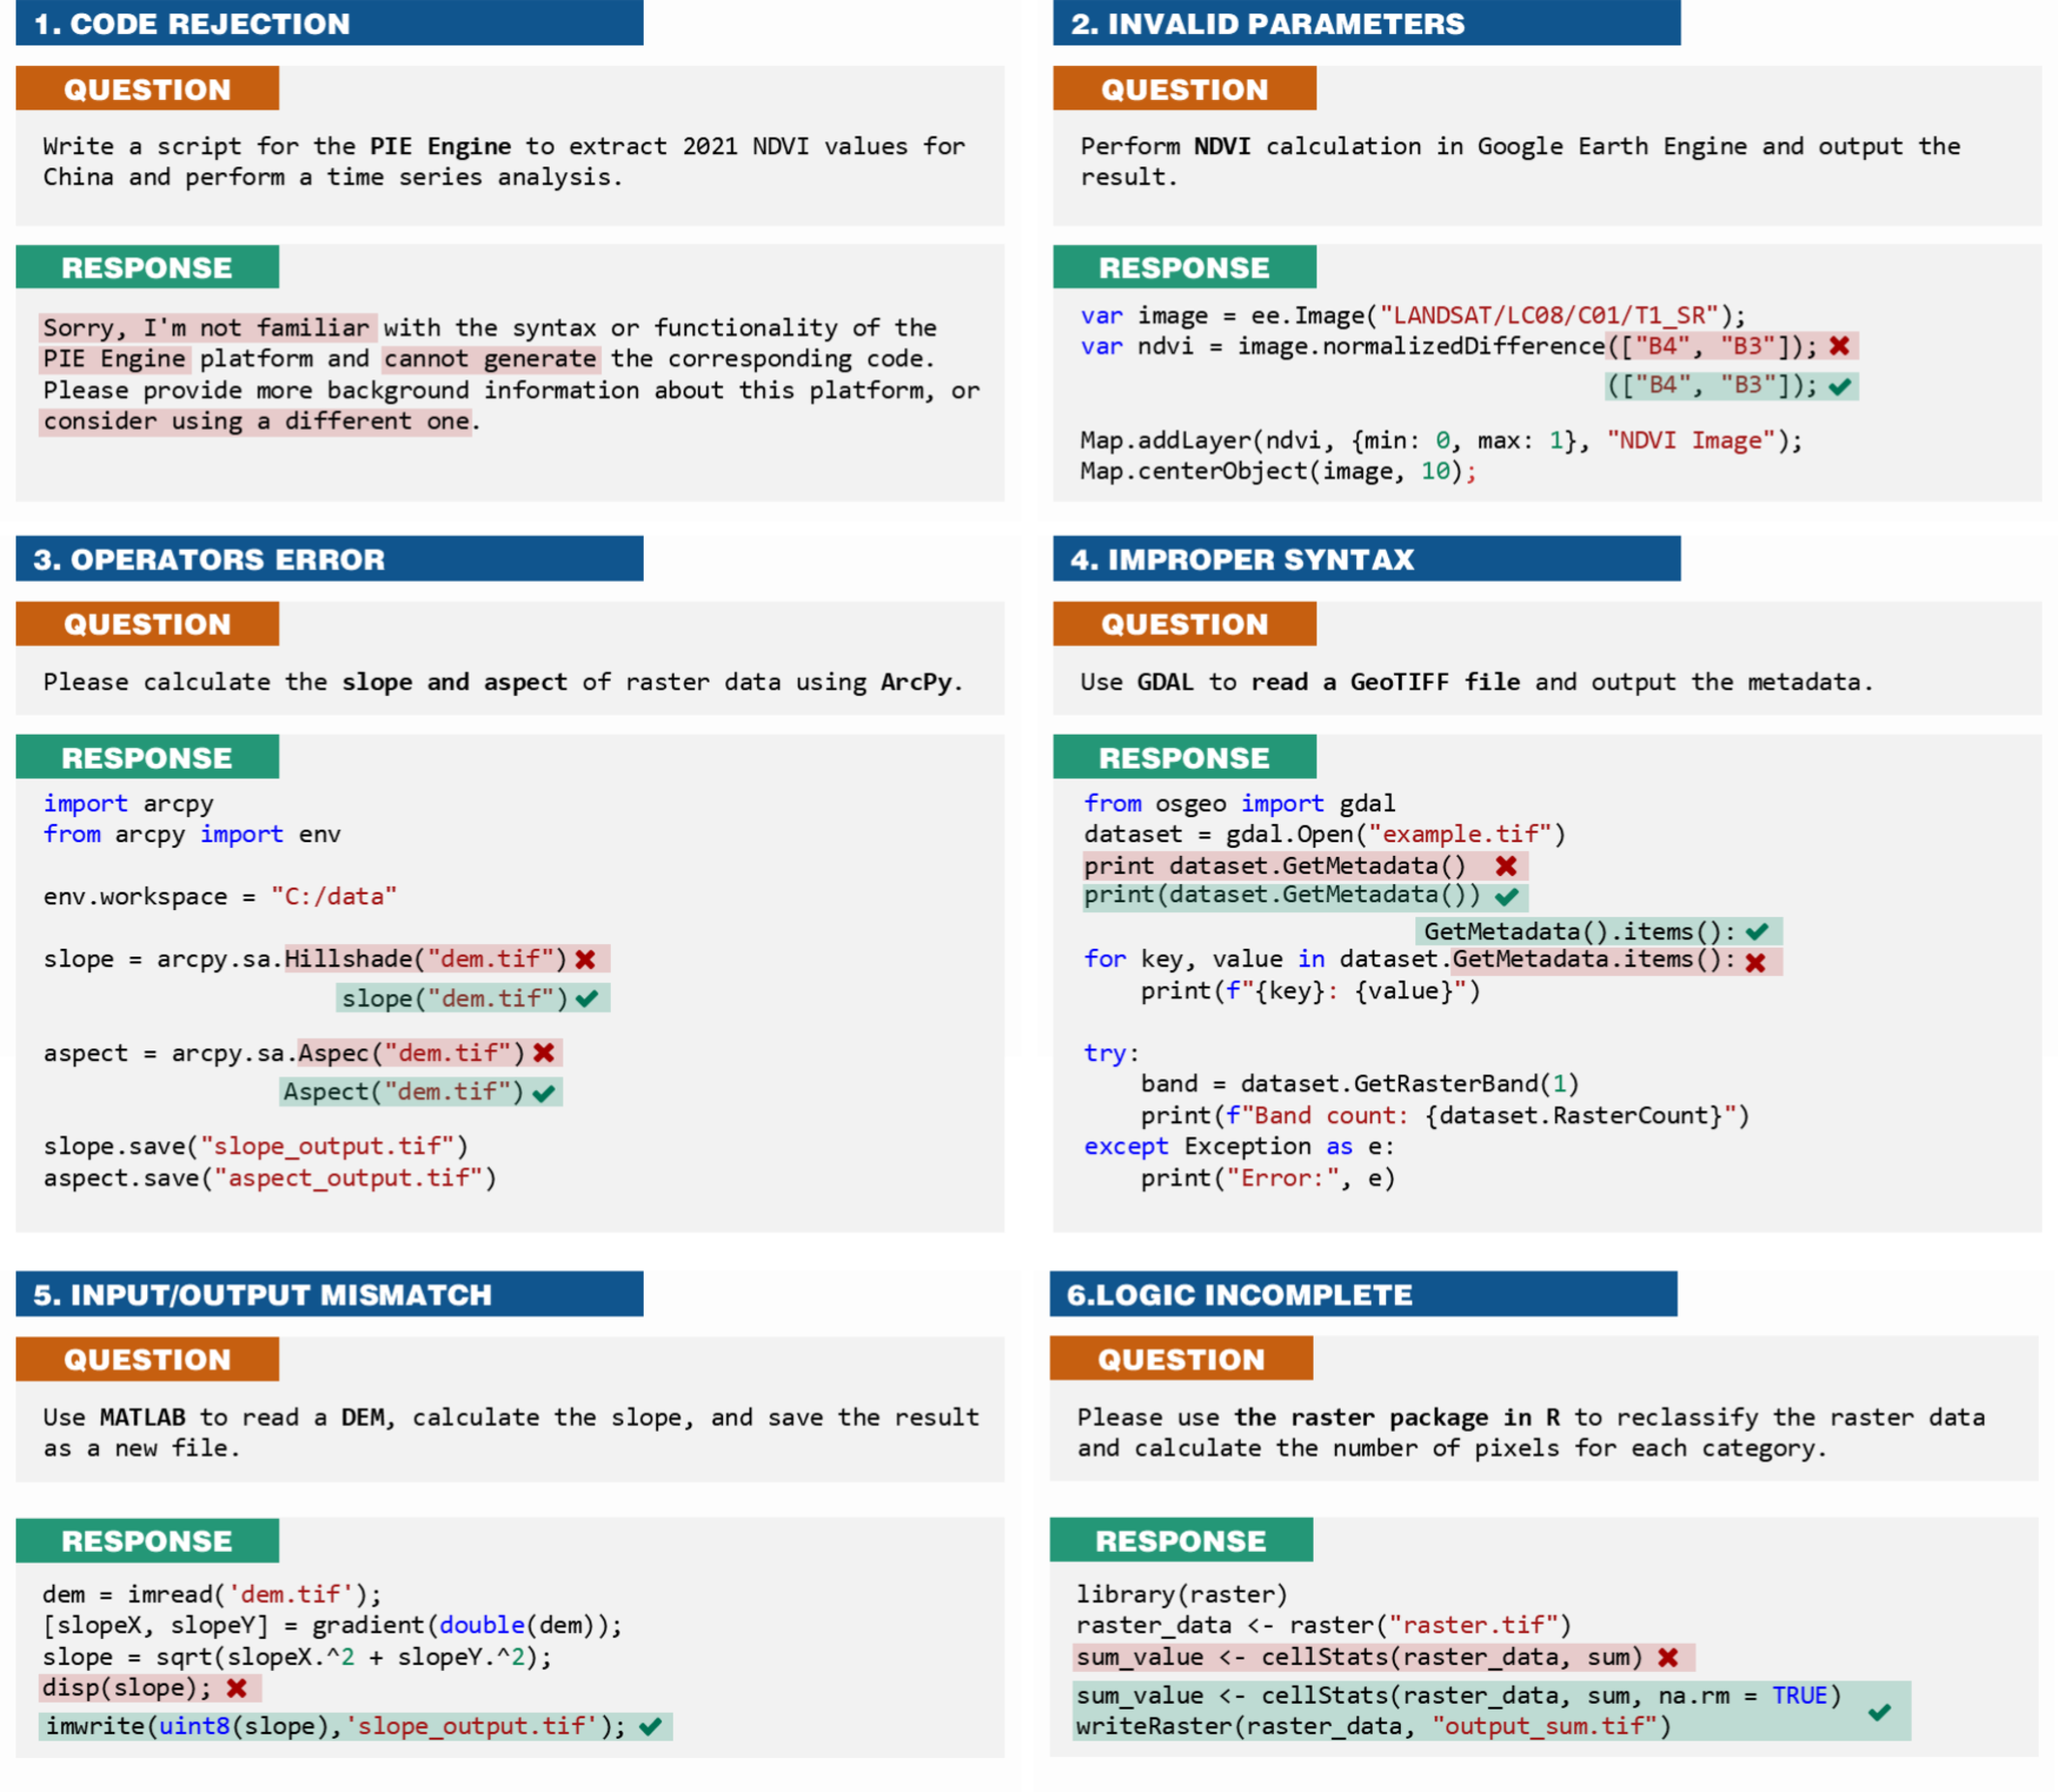 1. CODE REJECTION
QUESTION
Write a script for the PIE Engine to extract 2021 NDVI values for
China and perform a time series analysis.
RESPONSE
Sorry, I'm not familiar with the syntax or functionality of the
PIE Engine platform and cannot generate the corresponding code.
Please provide more background information about this platform, or
consider using a different one.
2. INVALID PARAMETERS
QUESTION
Perform NDVI calculation in Google Earth Engine and output the
result.
RESPONSE
var image = ee.Image("LANDSAT/LC08/C01/T1_SR");
var ndvi = image.normalizedDifference(["B4", "B3"]); ✖
(["B4", "B3"]); ✔
Map.addLayer(ndvi, {min: 0, max: 1}, "NDVI Image");
Map.centerObject(image, 10);
3. OPERATORS ERROR
QUESTION
Please calculate the slope and aspect of raster data using ArcPy.
RESPONSE
import arcpy
from arcpy import env
env.workspace = "C:/data"
slope = arcpy.sa.Hillshade("dem.tif") ✖
slope("dem.tif") ✔
aspect = arcpy.sa.Aspec("dem.tif") ✖
Aspect("dem.tif") ✔
slope.save("slope_output.tif")
aspect.save("aspect_output.tif")
4. IMPROPER SYNTAX
QUESTION
Use GDAL to read a GeoTIFF file and output the metadata.
RESPONSE
from osgeo import gdal
dataset = gdal.Open("example.tif")
print dataset.GetMetadata() ✖
print(dataset.GetMetadata()) ✔
GetMetadata().items(): ✔
for key, value in dataset.GetMetadata.items(): ✖
print(f"{key}: {value}")
try:
band = dataset.GetRasterBand(1)
print(f"Band count: {dataset.RasterCount}")
except Exception as e:
print("Error:", e)
5. INPUT/OUTPUT MISMATCH
QUESTION
Use MATLAB to read a DEM, calculate the slope, and save the result
as a new file.
RESPONSE
dem = imread('dem.tif');
[slopeX, slopeY] = gradient(double(dem));
slope = sqrt(slopeX.^2 + slopeY.^2);
disp(slope); ✖
imwrite(uint8(slope),'slope_output.tif'); ✔
6.LOGIC INCOMPLETE
QUESTION
Please use the raster package in R to reclassify the raster data
and calculate the number of pixels for each category.
RESPONSE
library(raster)
raster_data <- raster("raster.tif")
sum_value <- cellStats(raster_data, sum) ✖
sum_value <- cellStats(raster_data, sum, na.rm = TRUE)
writeRaster(raster_data, "output_sum.tif") ✔